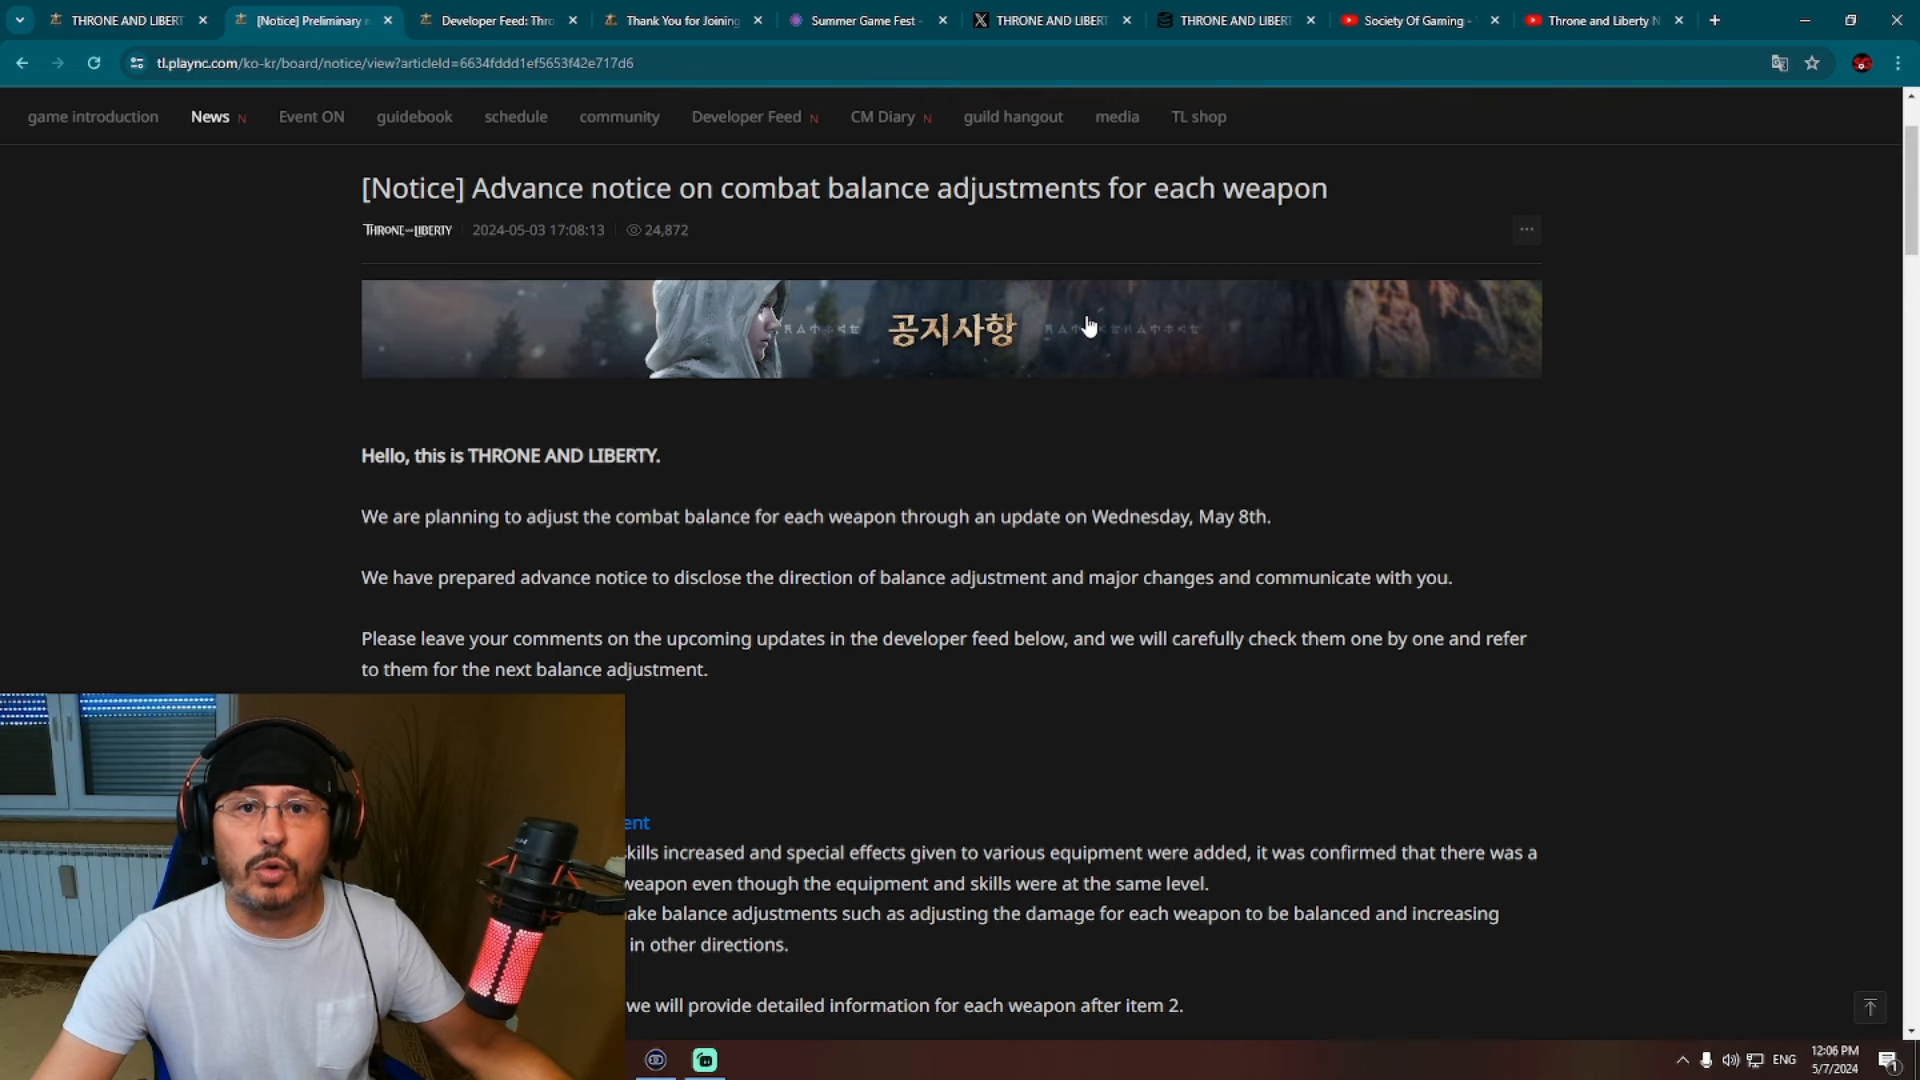 THRONE AND LIBERT
[Notice] Preliminary n
Developer Feed: Thro
Thank You for Joining
Summer Game Fest -
THRONE AND LIBERT
THRONE AND LIBERT
Society Of Gaming -
Throne and Liberty N
tl.plaync.com/ko-kr/board/notice/view?articleId=6634fddd1ef5653f42e717d6
game introduction News N Event ON guidebook schedule community Developer Feed N CM Diary N guild hangout media TL shop
[Notice] Advance notice on combat balance adjustments for each weapon
THRONE AND LIBERTY 2024-05-03 17:08:13 24,872
공지사항
Hello, this is THRONE AND LIBERTY.
We are planning to adjust the combat balance for each weapon through an update on Wednesday, May 8th.
We have prepared advance notice to disclose the direction of balance adjustment and major changes and communicate with you.
Please leave your comments on the upcoming updates in the developer feed below, and we will carefully check them one by one and refer
to them for the next balance adjustment.
ent
kills increased and special effects given to various equipment were added, it was confirmed that there was a
weapon even though the equipment and skills were at the same level.
ake balance adjustments such as adjusting the damage for each weapon to be balanced and increasing
in other directions.
we will provide detailed information for each weapon after item 2.
ENG
12:06 PM
5/7/2024
1